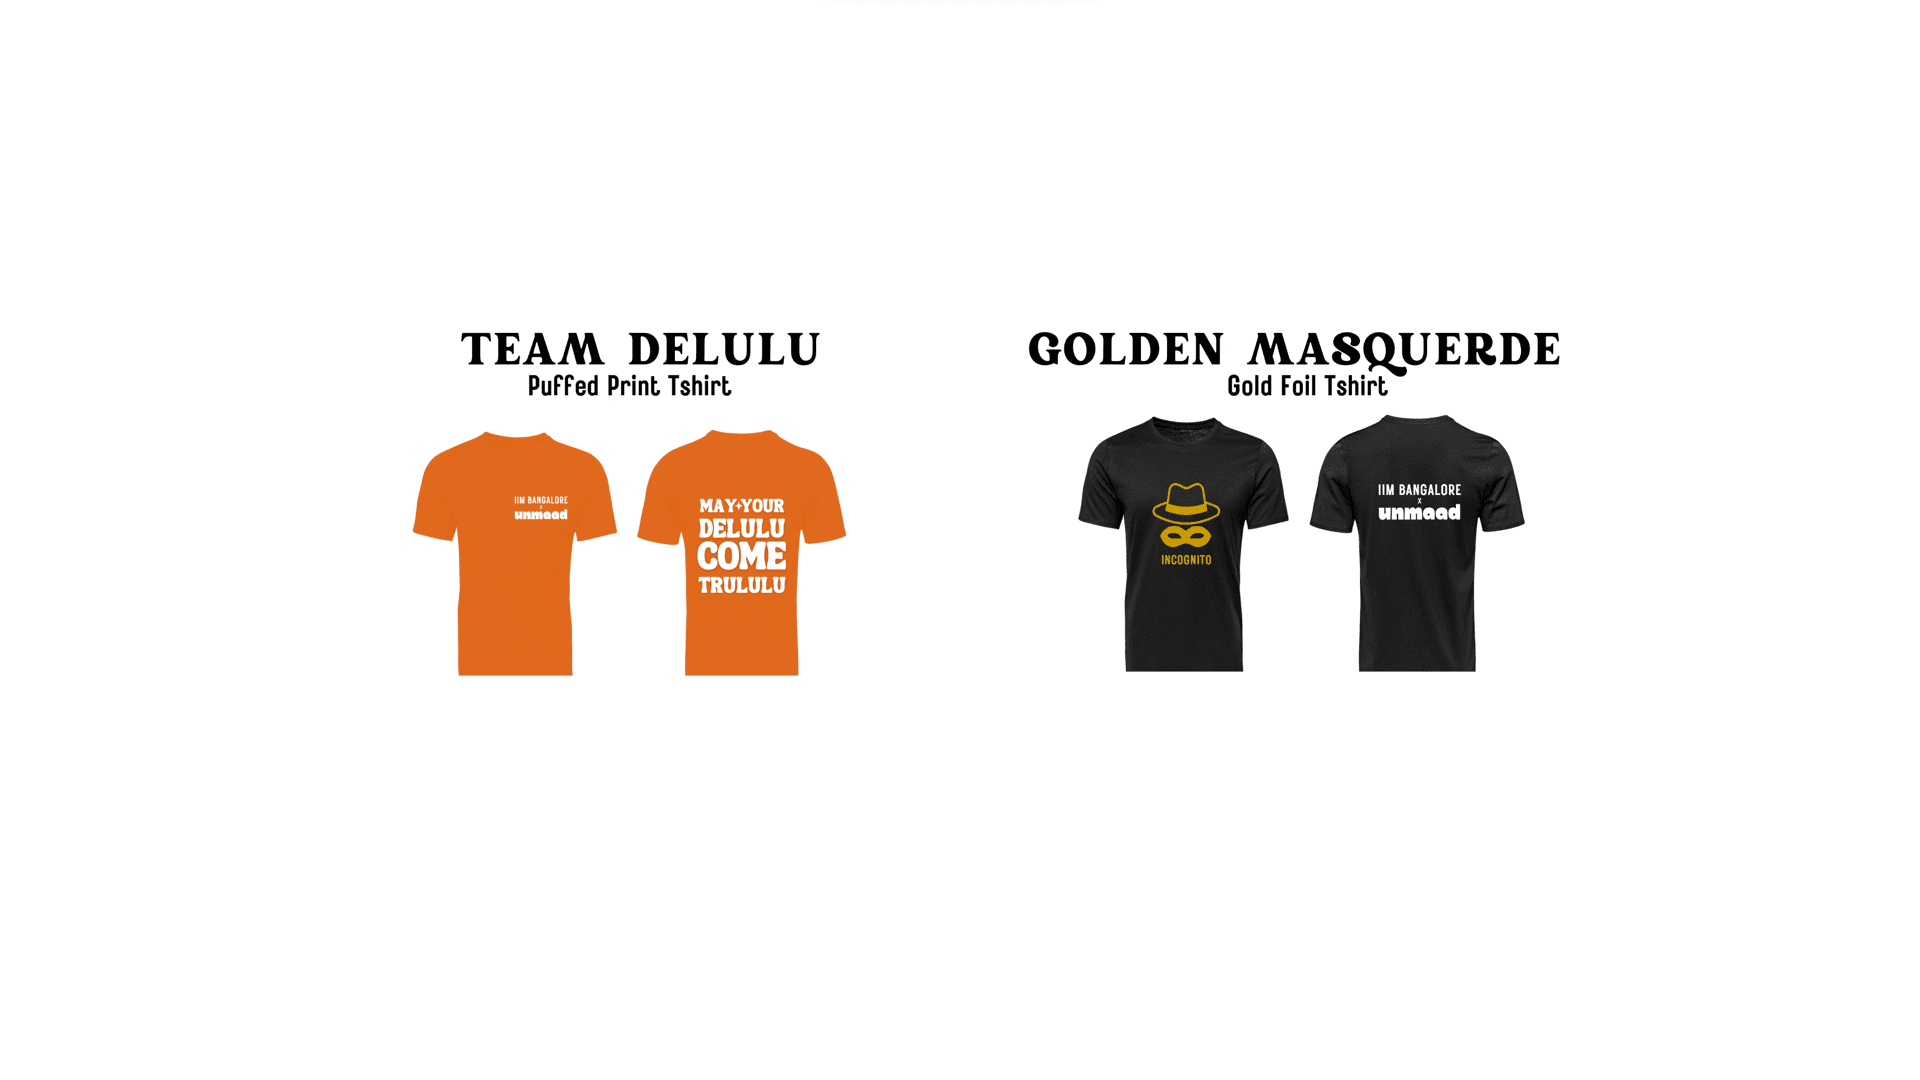 TEAM DELULU
Puffed Print Tshirt
IIM BANGALORE
x
unmaad
MAY YOUR
DELULU
COME
TRULULU
GOLDEN MASQUERDE
Gold Foil Tshirt
INCOGNITO
IIM BANGALORE
x
unmaad